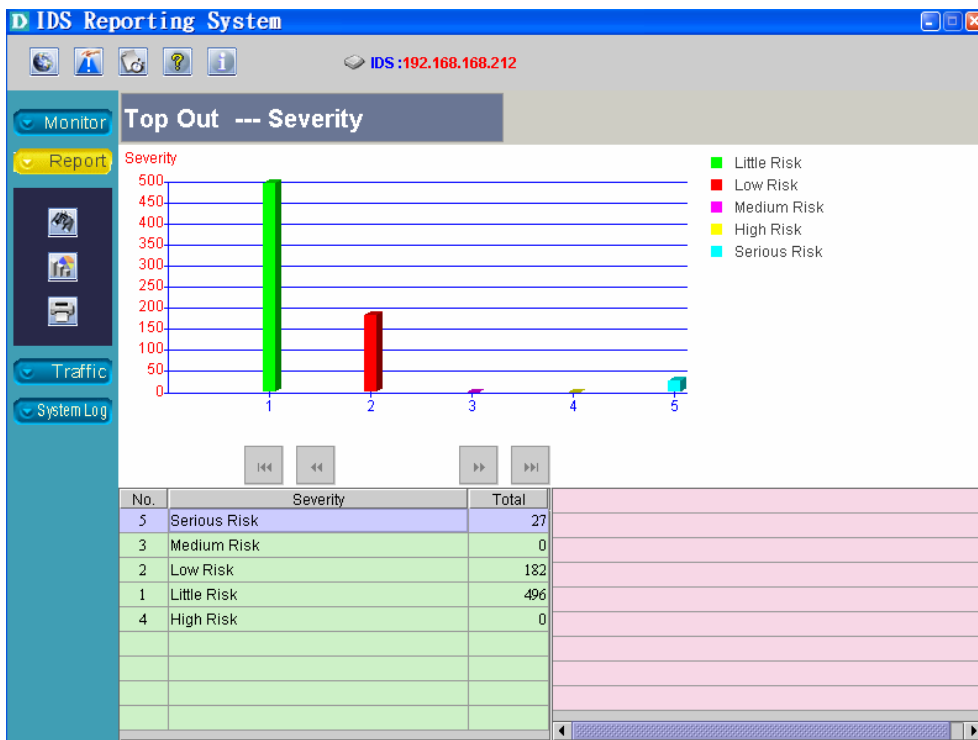 D IDS Reporting System
IDS :192.168.168.212
Monitor
Report
Traffic
System Log
Top Out --- Severity
Severity
500
450
400
350
300
250
200
150
100
50
0
1 2 3 4 5
Little Risk
Low Risk
Medium Risk
High Risk
Serious Risk
No. Severity Total
5 Serious Risk 27
3 Medium Risk 0
2 Low Risk 182
1 Little Risk 496
4 High Risk 0